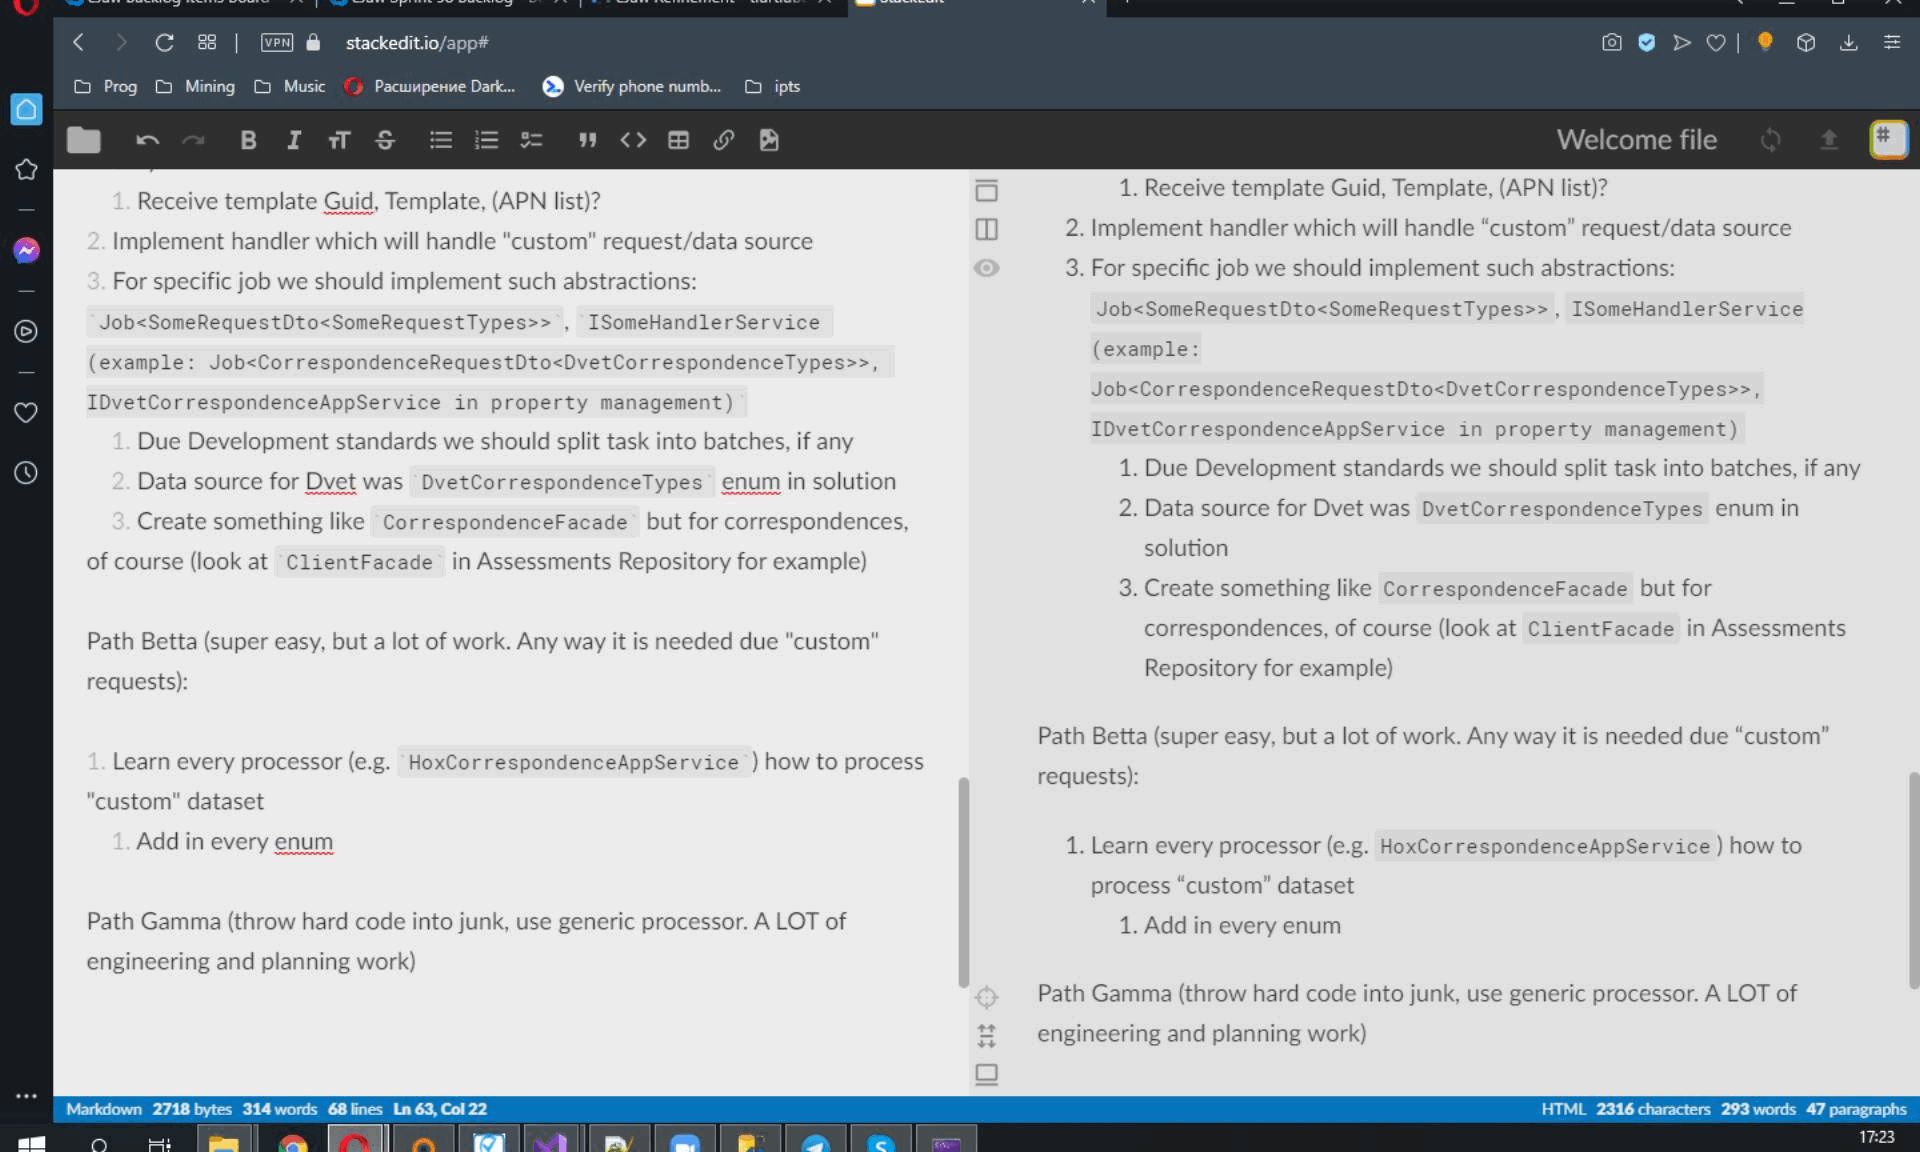 StackEdit
VPN
stackedit.io/app#
Prog
Mining
Music
Расширение Dark...
Verify phone numb...
ipts
Welcome file
#
1. Receive template Guid, Template, (APN list)?
2. Implement handler which will handle "custom" request/data source
3. For specific job we should implement such abstractions:
`Job<SomeRequestDto<SomeRequestTypes>>`, `ISomeHandlerService
(example: Job<CorrespondenceRequestDto<DvetCorrespondenceTypes>>,
IDvetCorrespondenceAppService in property management)`
1. Due Development standards we should split task into batches, if any
2. Data source for Dvet was `DvetCorrespondenceTypes` enum in solution
3. Create something like `CorrespondenceFacade` but for correspondences,
of course (look at `ClientFacade` in Assessments Repository for example)
Path Betta (super easy, but a lot of work. Any way it is needed due "custom"
requests):
1. Learn every processor (e.g. `HoxCorrespondenceAppService`) how to process
"custom" dataset
1. Add in every enum
Path Gamma (throw hard code into junk, use generic processor. A LOT of
engineering and planning work)
1. Receive template Guid, Template, (APN list)?
2. Implement handler which will handle “custom” request/data source
3. For specific job we should implement such abstractions:
Job<SomeRequestDto<SomeRequestTypes>>, ISomeHandlerService
(example:
Job<CorrespondenceRequestDto<DvetCorrespondenceTypes>>,
IDvetCorrespondenceAppService in property management)
1. Due Development standards we should split task into batches, if any
2. Data source for Dvet was DvetCorrespondenceTypes enum in
solution
3. Create something like CorrespondenceFacade but for
correspondences, of course (look at ClientFacade in Assessments
Repository for example)
Path Betta (super easy, but a lot of work. Any way it is needed due “custom”
requests):
1. Learn every processor (e.g. HoxCorrespondenceAppService) how to
process “custom” dataset
1. Add in every enum
Path Gamma (throw hard code into junk, use generic processor. A LOT of
engineering and planning work)
Markdown 2718 bytes 314 words 68 lines Ln 63, Col 22
HTML 2316 characters 293 words 47 paragraphs
17:23